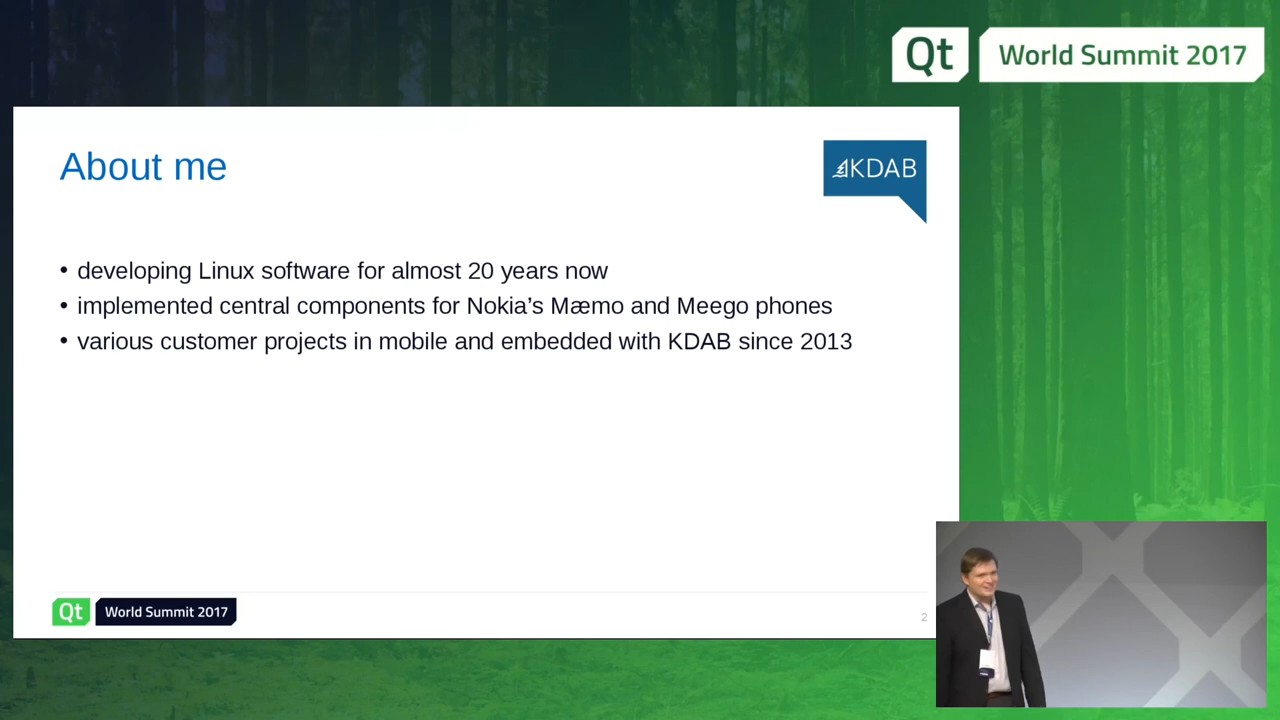 Qt World Summit 2017
About me
KDAB
• developing Linux software for almost 20 years now
• implemented central components for Nokia’s Mæmo and Meego phones
• various customer projects in mobile and embedded with KDAB since 2013
Qt World Summit 2017
2